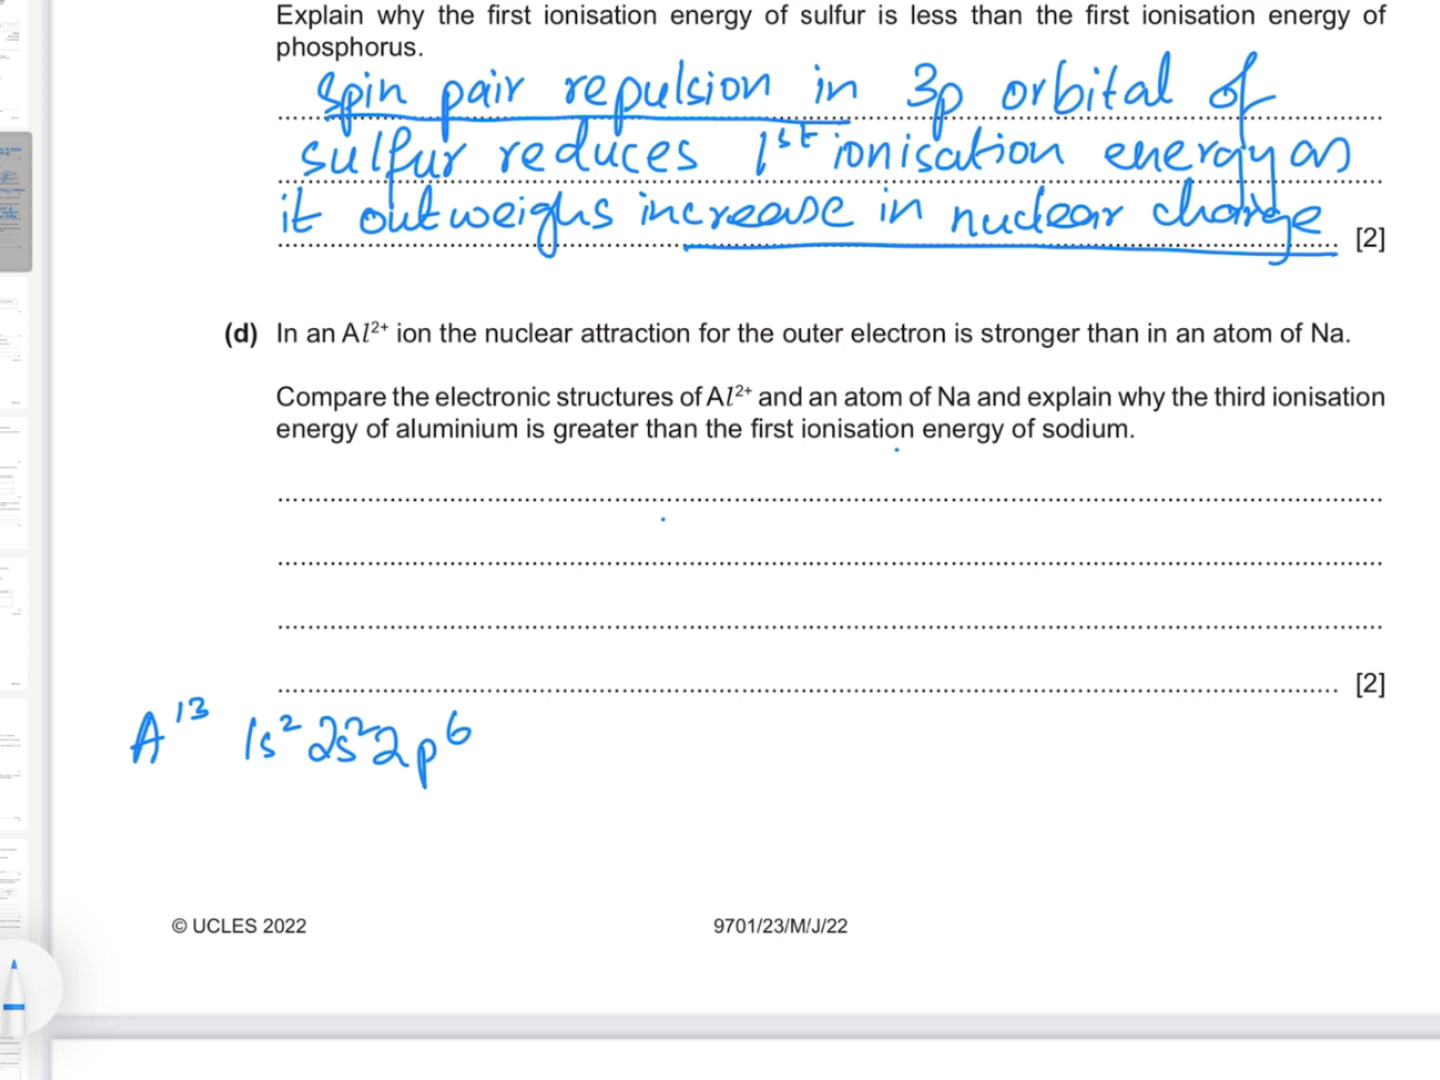 Explain why the first ionisation energy of sulfur is less than the first ionisation energy of
phosphorus.
Spin pair repulsion in 3p orbital of
sulfur reduces 1st ionisation energy as
it outweighs increase in nuclear charge
[2]
(d) In an Al²⁺ ion the nuclear attraction for the outer electron is stronger than in an atom of Na.
Compare the electronic structures of Al²⁺ and an atom of Na and explain why the third ionisation
energy of aluminium is greater than the first ionisation energy of sodium.
[2]
A¹³ 1s² 2s² 2p⁶
© UCLES 2022
9701/23/M/J/22